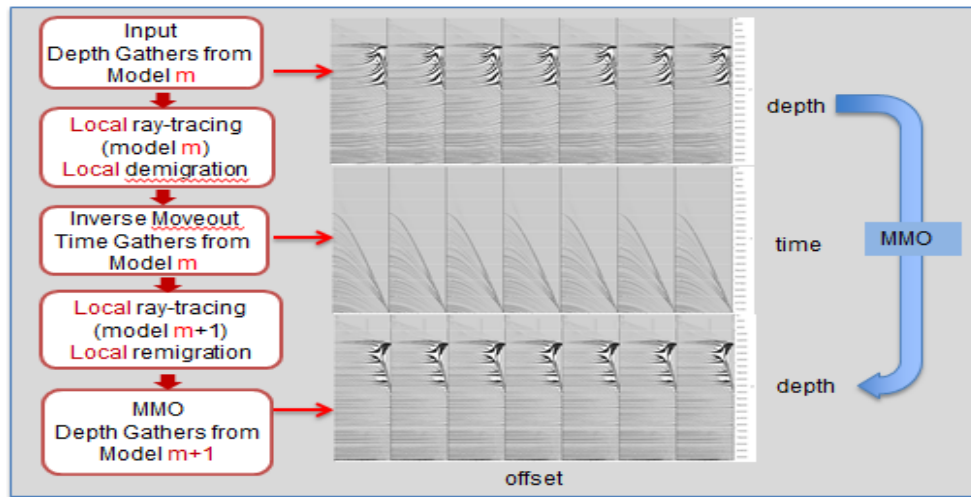 Input
Depth Gathers from
Model m
Local ray-tracing
(model m)
Local demigration
Inverse Moveout
Time Gathers from
Model m
Local ray-tracing
(model m+1)
Local remigration
MMO
Depth Gathers from
Model m+1
depth
time
MMO
depth
offset